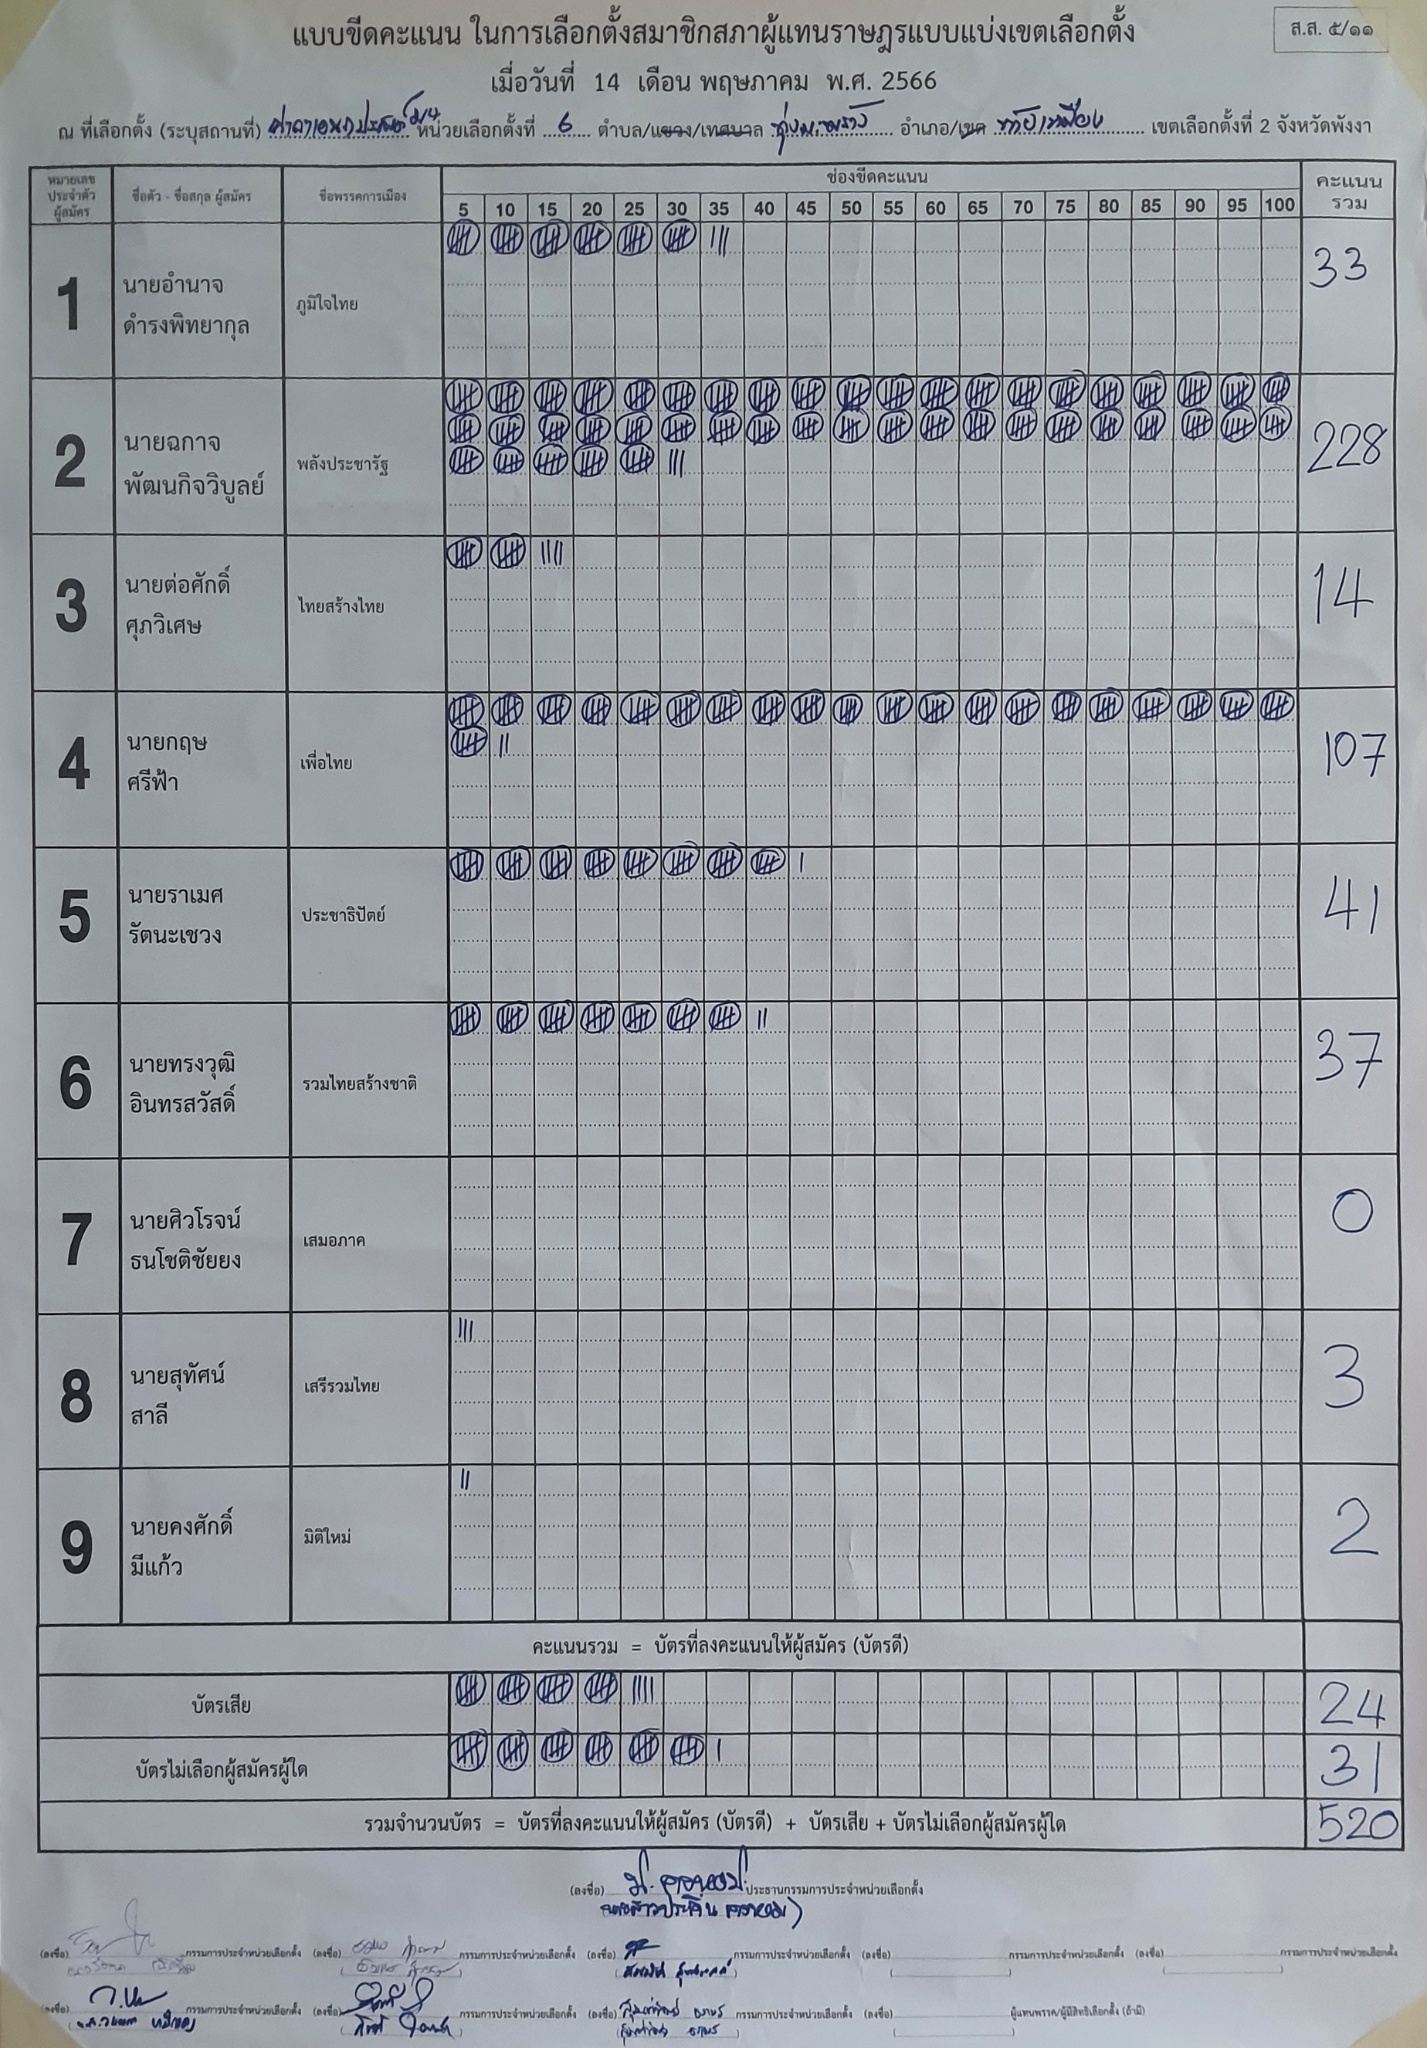 ส.ส. ๕/๑๑
แบบขีดคะแนน ในการเลือกตั้งสมาชิกสภาผู้แทนราษฎรแบบแบ่งเขตเลือกตั้ง
เมื่อวันที่ 14 เดือน พฤษภาคม พ.ศ. 2566
ณ ที่เลือกตั้ง (ระบุสถานที่) ศาลาเอนกประสงค์ หน่วยเลือกตั้งที่ 6 ตำบล/แขวง/เทศบาล ทุ่งมะพร้าว อำเภอ/เขต ท้ายเหมือง เขตเลือกตั้งที่ 2 จังหวัดพังงา
หมายเลขประจำตัวผู้สมัคร ชื่อตัว - ชื่อสกุล ผู้สมัคร ชื่อพรรคการเมือง ช่องขีดคะแนน คะแนนรวม
5 10 15 20 25 30 35 40 45 50 55 60 65 70 75 80 85 90 95 100
1 นายอำนาจ ดำรงพิทยากุล ภูมิใจไทย 33
2 นายฉกาจ พัฒนกิจวิบูลย์ พลังประชารัฐ 228
3 นายต่อศักดิ์ ศุภวิเศษ ไทยสร้างไทย 14
4 นายกฤษ ศรีฟ้า เพื่อไทย 107
5 นายราเมศ รัตนะเชวง ประชาธิปัตย์ 41
6 นายทรงวุฒิ อินทรสวัสดิ์ รวมไทยสร้างชาติ 37
7 นายศิวโรจน์ ธนโชติชัยยง เสมอภาค 0
8 นายสุทัศน์ สาลี เสรีรวมไทย 3
9 นายคงศักดิ์ มีแก้ว มิติใหม่ 2
คะแนนรวม = บัตรที่ลงคะแนนให้ผู้สมัคร (บัตรดี)
บัตรเสีย 24
บัตรไม่เลือกผู้สมัครผู้ใด 31
รวมจำนวนบัตร = บัตรที่ลงคะแนนให้ผู้สมัคร (บัตรดี) + บัตรเสีย + บัตรไม่เลือกผู้สมัครผู้ใด 520
(ลงชื่อ) ประธานกรรมการประจำหน่วยเลือกตั้ง
(ลงชื่อ) กรรมการประจำหน่วยเลือกตั้ง (ลงชื่อ) กรรมการประจำหน่วยเลือกตั้ง (ลงชื่อ) กรรมการประจำหน่วยเลือกตั้ง (ลงชื่อ) กรรมการประจำหน่วยเลือกตั้ง (ลงชื่อ) กรรมการประจำหน่วยเลือกตั้ง
(ลงชื่อ) กรรมการประจำหน่วยเลือกตั้ง (ลงชื่อ) กรรมการประจำหน่วยเลือกตั้ง (ลงชื่อ) กรรมการประจำหน่วยเลือกตั้ง (ลงชื่อ) ผู้แทนพรรค/ผู้มีสิทธิเลือกตั้ง (ถ้ามี)